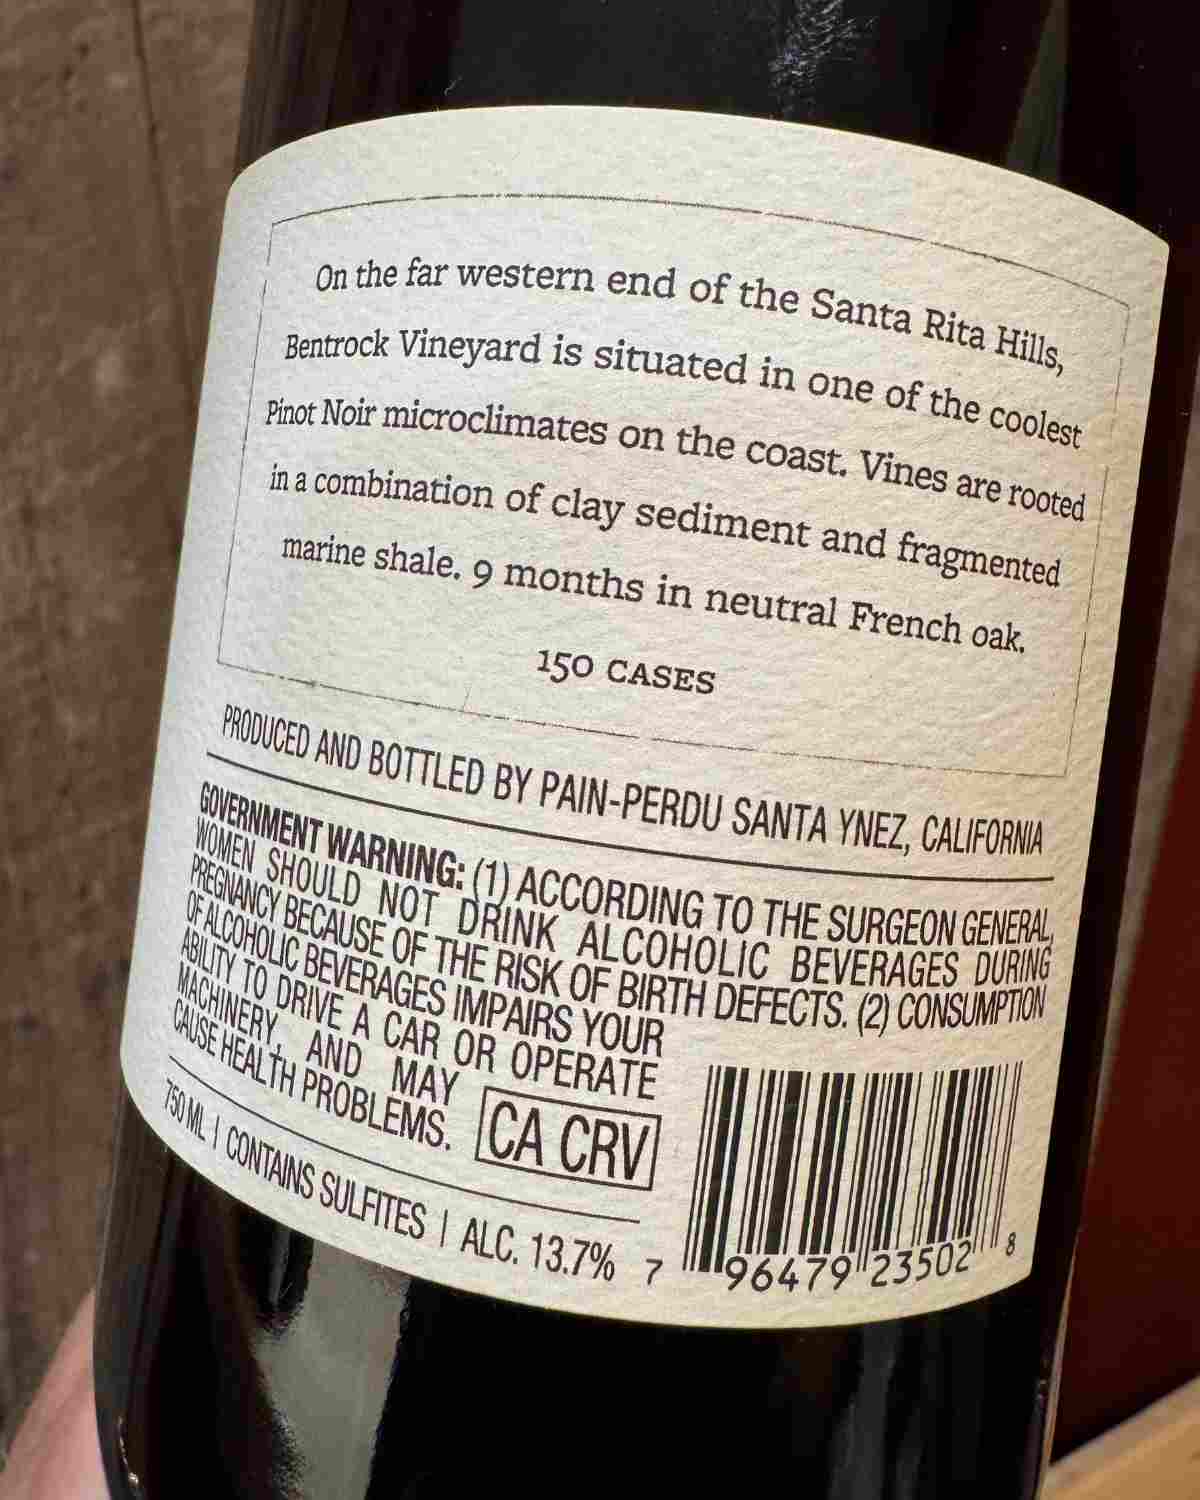 On the far western end of the Santa Rita Hills,
Bentrock Vineyard is situated in one of the coolest
Pinot Noir microclimates on the coast. Vines are rooted
in a combination of clay sediment and fragmented
marine shale. 9 months in neutral French oak.
150 CASES
PRODUCED AND BOTTLED BY PAIN-PERDU SANTA YNEZ, CALIFORNIA
GOVERNMENT WARNING: (1) ACCORDING TO THE SURGEON GENERAL,
WOMEN SHOULD NOT DRINK ALCOHOLIC BEVERAGES DURING
PREGNANCY BECAUSE OF THE RISK OF BIRTH DEFECTS. (2) CONSUMPTION
OF ALCOHOLIC BEVERAGES IMPAIRS YOUR
ABILITY TO DRIVE A CAR OR OPERATE
MACHINERY, AND MAY
CAUSE HEALTH PROBLEMS.
CA CRV
750 ML | CONTAINS SULFITES | ALC. 13.7%
7 96479 23502 8